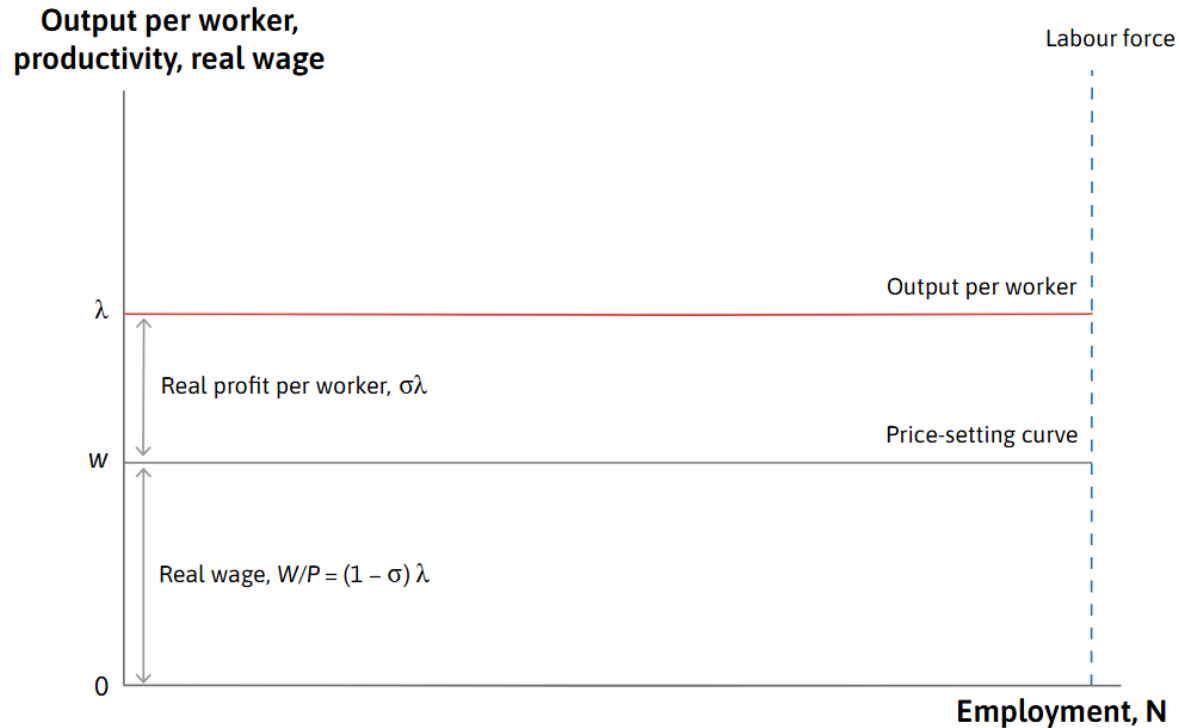 Output per worker,
productivity, real wage
Labour force
Output per worker
λ
Real profit per worker, σλ
Price-setting curve
w
Real wage, W/P = (1 – σ) λ
0
Employment, N